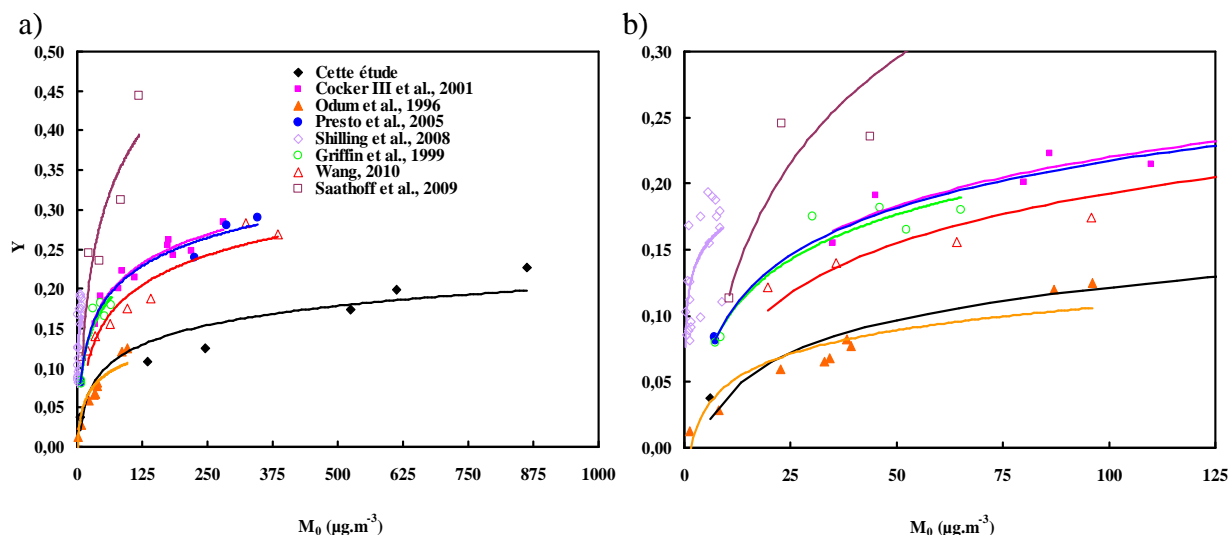 a)
0,50
0,45
0,40
0,35
0,30
0,25
0,20
0,15
0,10
0,05
0,00
Y
Cette étude
Cocker III et al., 2001
Odum et al., 1996
Presto et al., 2005
Shilling et al., 2008
Griffin et al., 1999
Wang, 2010
Saathoff et al., 2009
0 125 250 375 500 625 750 875 1000
M₀ (µg.m⁻³)
b)
0,30
0,25
0,20
0,15
0,10
0,05
0,00
0 25 50 75 100 125
M₀ (µg.m⁻³)